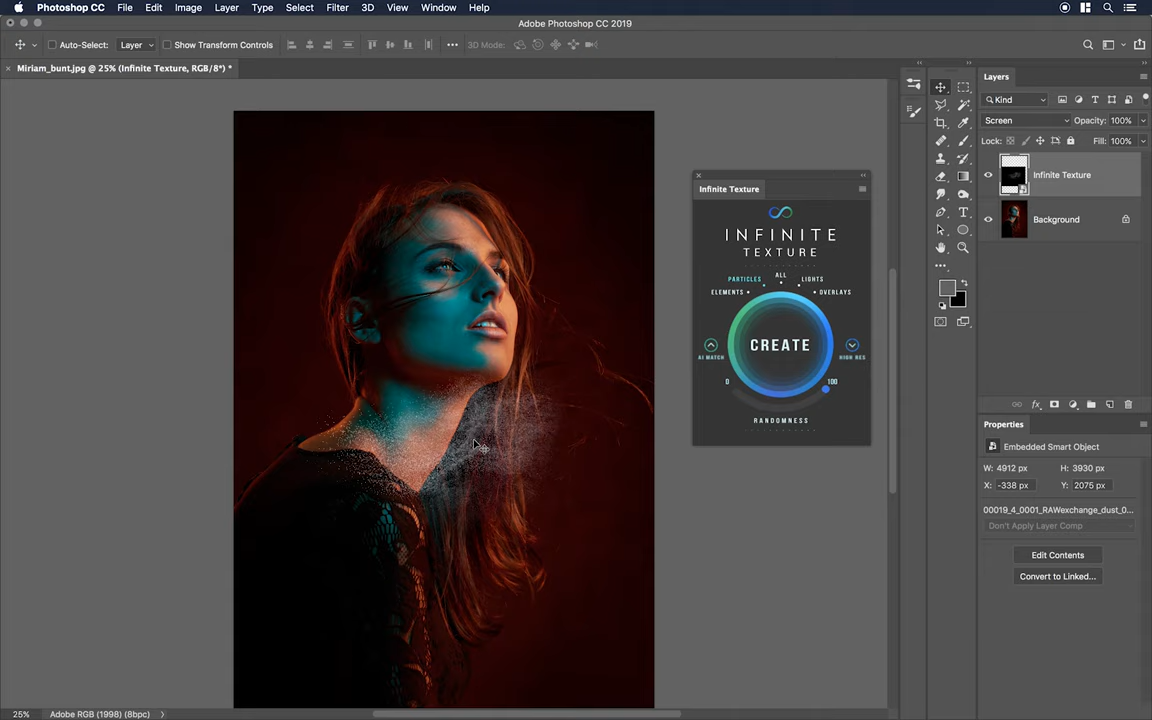 Photoshop CC File Edit Image Layer Type Select Filter 3D View Window Help
Adobe Photoshop CC 2019
Auto-Select: Layer Show Transform Controls 3D Mode:
Miriam_bunt.jpg @ 25% (Infinite Texture, RGB/8*) *
Layers
Kind
Screen Opacity: 100%
Lock: Fill: 100%
Infinite Texture
Background
Infinite Texture
INFINITE
TEXTURE
ALL
PARTICLES LIGHTS
ELEMENTS OVERLAYS
CREATE
AI MATCH HIGH RES
0 100
RANDOMNESS
Properties
Embedded Smart Object
W: 4912 px H: 3930 px
X: -338 px Y: 2075 px
00019_4_0001_RAWexchange_dust_0...
Don't Apply Layer Comp
Edit Contents
Convert to Linked...
25% Adobe RGB (1998) (8bpc)